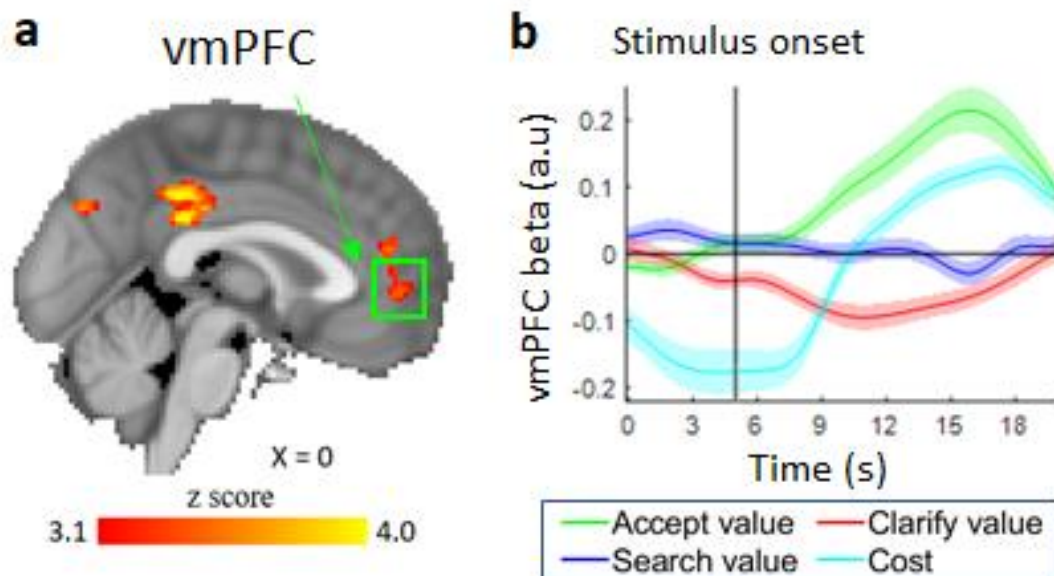 a
vmPFC
X = 0
z score
3.1 4.0
b
Stimulus onset
vmPFC beta (a.u)
0.2
0.1
0
-0.1
-0.2
0 3 6 9 12 15 18
Time (s)
Accept value Clarify value
Search value Cost